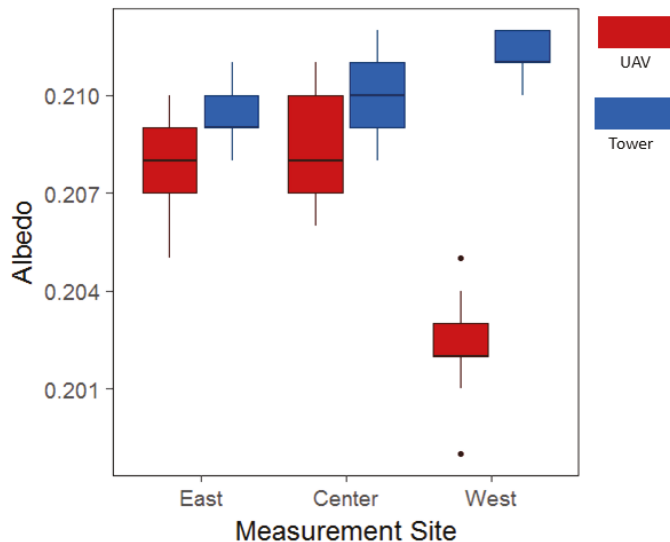 UAV
Tower
Albedo
0.210
0.207
0.204
0.201
East Center West
Measurement Site